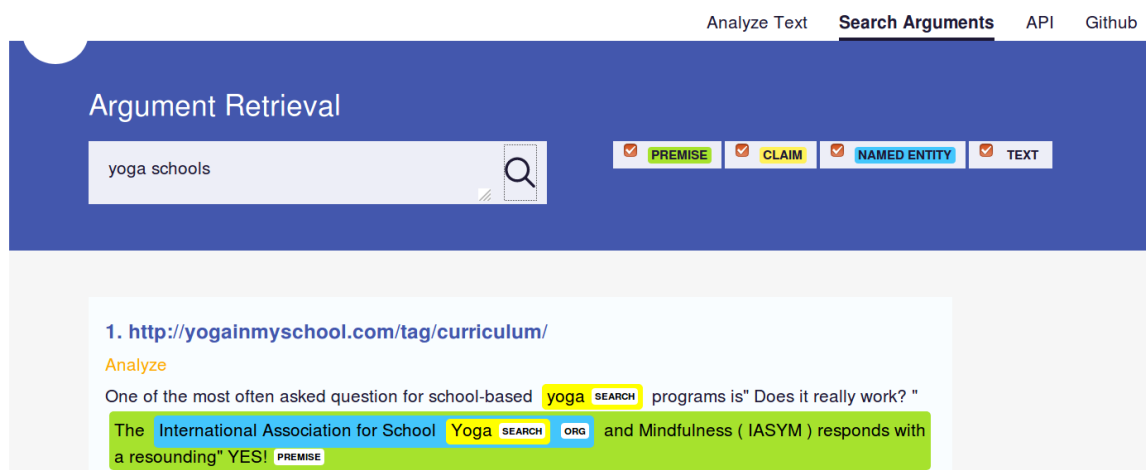 Analyze Text Search Arguments API Github
Argument Retrieval
yoga schools
PREMISE CLAIM NAMED ENTITY TEXT
1. http://yogainmyschool.com/tag/curriculum/
Analyze
One of the most often asked question for school-based yoga SEARCH programs is" Does it really work? "
The International Association for School Yoga SEARCH ORG and Mindfulness ( IASYM ) responds with
a resounding" YES! PREMISE